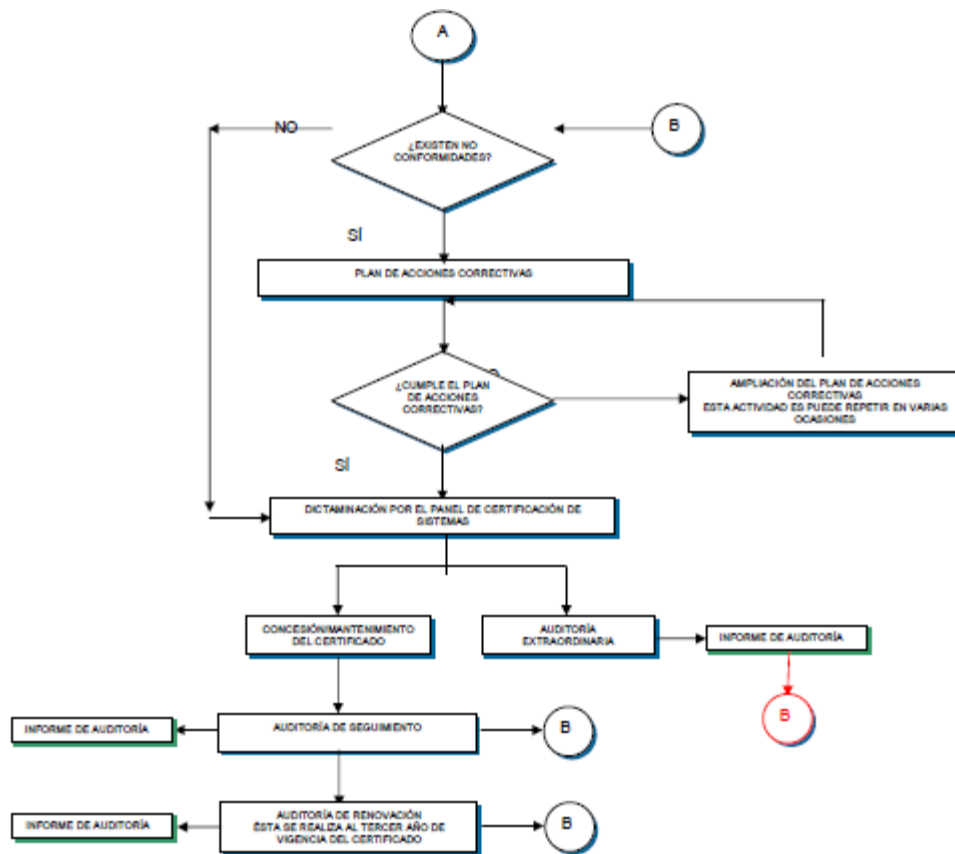 A
NO
B
¿EXISTEN NO
CONFORMIDADES?
SÍ
PLAN DE ACCIONES CORRECTIVAS
¿CUMPLE EL PLAN
DE ACCIONES
CORRECTIVAS?
AMPLIACIÓN DEL PLAN DE ACCIONES
CORRECTIVAS
ESTA ACTIVIDAD ES PUEDE REPETIR EN VARIAS
OCASIONES
SÍ
DICTAMINACIÓN POR EL PANEL DE CERTIFICACIÓN DE
SISTEMAS
CONCESIÓN/MANTENIMIENTO
DEL CERTIFICADO
AUDITORÍA
EXTRAORDINARIA
INFORME DE AUDITORÍA
B
INFORME DE AUDITORÍA
AUDITORÍA DE SEGUIMIENTO
B
INFORME DE AUDITORÍA
AUDITORÍA DE RENOVACIÓN
ÉSTA SE REALIZA AL TERCER AÑO DE
VIGENCIA DEL CERTIFICADO
B